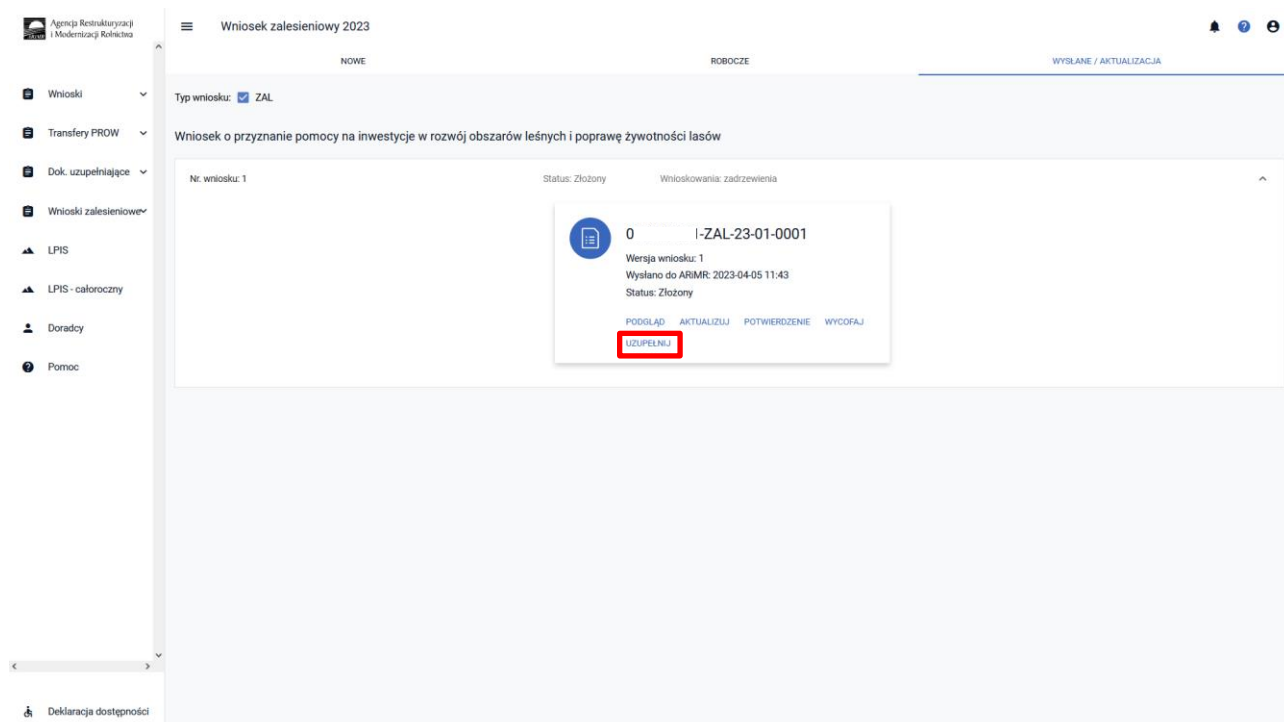 Agencja Restrukturyzacji
i Modernizacji Rolnictwa
Wniosek zalesieniowy 2023
NOWE
ROBOCZE
WYSŁANE / AKTUALIZACJA
Wnioski
Transfery PROW
Dok. uzupełniające
Wnioski zalesieniowe
LPIS
LPIS - całoroczny
Doradcy
Pomoc
Deklaracja dostępności
Typ wniosku: ZAL
Wniosek o przyznanie pomocy na inwestycje w rozwój obszarów leśnych i poprawę żywotności lasów
Nr. wniosku: 1 Status: Złożony Wnioskowania: zadrzewienia
0 -ZAL-23-01-0001
Wersja wniosku: 1
Wysłano do ARiMR: 2023-04-05 11:43
Status: Złożony
PODGLĄD AKTUALIZUJ POTWIERDZENIE WYCOFAJ
UZUPEŁNIJ